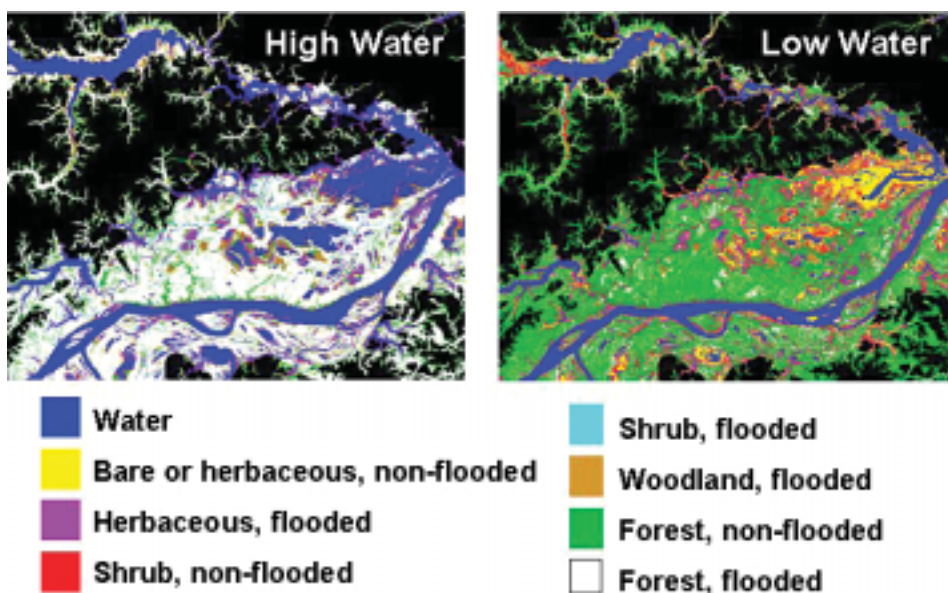 High Water
Low Water
Water
Bare or herbaceous, non-flooded
Herbaceous, flooded
Shrub, non-flooded
Shrub, flooded
Woodland, flooded
Forest, non-flooded
Forest, flooded